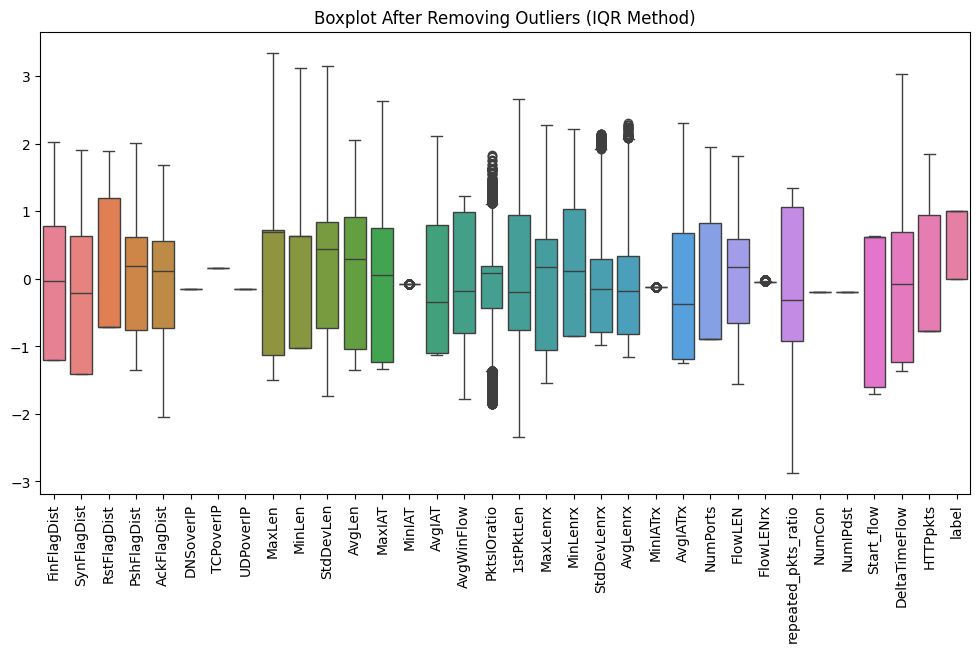 Boxplot After Removing Outliers (IQR Method)
3
2
1
0
−1
−2
−3
FinFlagDist
SynFlagDist
RstFlagDist
PshFlagDist
AckFlagDist
DNSoverIP
TCPoverIP
UDPoverIP
MaxLen
MinLen
StdDevLen
AvgLen
MaxIAT
MinIAT
AvgIAT
AvgWinFlow
PktsIOratio
1stPktLen
MaxLenrx
MinLenrx
StdDevLenrx
AvgLenrx
MinIATrx
AvgIATrx
NumPorts
FlowLEN
FlowLENrx
repeated_pkts_ratio
NumCon
NumIPdst
Start_flow
DeltaTimeFlow
HTTPpkts
label